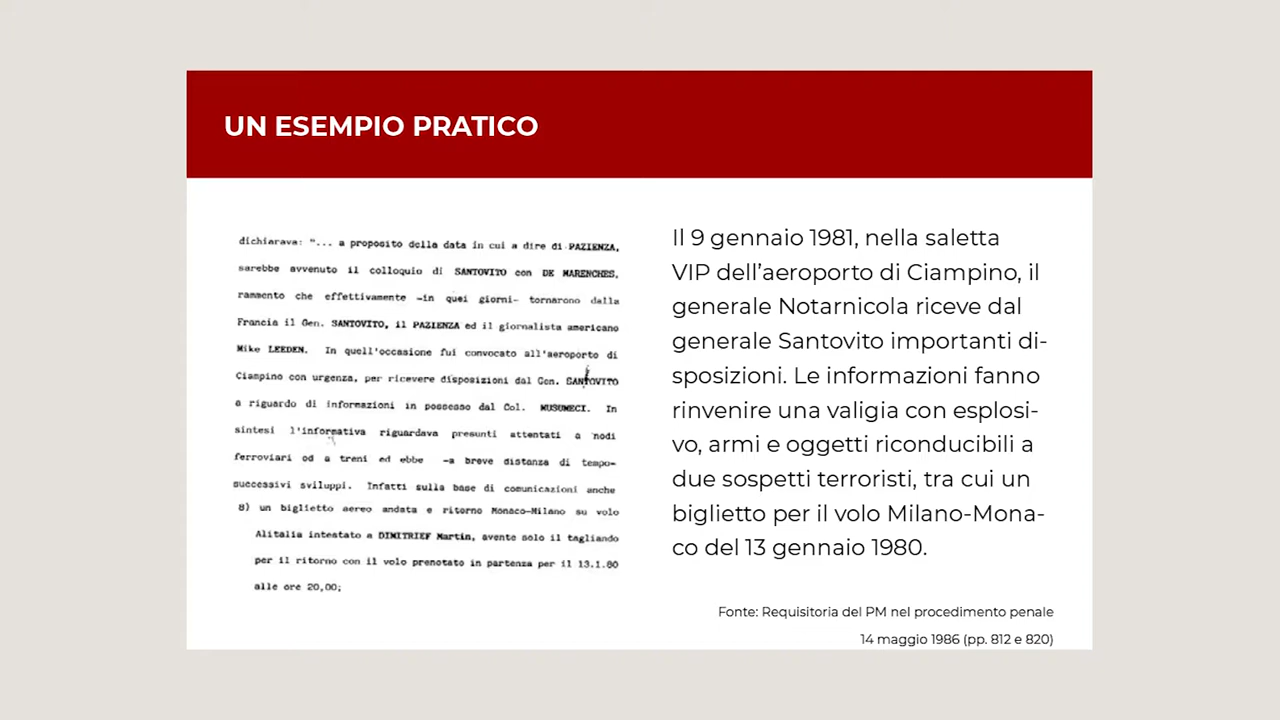 UN ESEMPIO PRATICO
dichiarava: "... a proposito della data in cui a dire di PAZIENZA,
sarebbe avvenuto il colloquio di SANTOVITO con DE MARENCHES,
rammento che effettivamente -in quei giorni- tornarono dalla
Francia il Gen. SANTOVITO, il PAZIENZA ed il giornalista americano
Mike LEEDEN. In quell'occasione fui convocato all'aeroporto di
Ciampino con urgenza, per ricevere disposizioni dal Gen. SANTOVITO
a riguardo di informazioni in possesso dal Col. MUSUMECI. In
sintesi l'informativa riguardava presunti attentati a nodi
ferroviari od a treni ed ebbe -a breve distanza di tempo-
successivi sviluppi. Infatti sulla base di comunicazioni anche
8) un biglietto aereo andata e ritorno Monaco-Milano su volo
Alitalia intestato a DIMITRIEF Martin, avente solo il tagliando
per il ritorno con il volo prenotato in partenza per il 13.1.80
alle ore 20,00;
Il 9 gennaio 1981, nella saletta
VIP dell'aeroporto di Ciampino, il
generale Notarnicola riceve dal
generale Santovito importanti di-
sposizioni. Le informazioni fanno
rinvenire una valigia con esplosi-
vo, armi e oggetti riconducibili a
due sospetti terroristi, tra cui un
biglietto per il volo Milano-Mona-
co del 13 gennaio 1980.
Fonte: Requisitoria del PM nel procedimento penale
14 maggio 1986 (pp. 812 e 820)